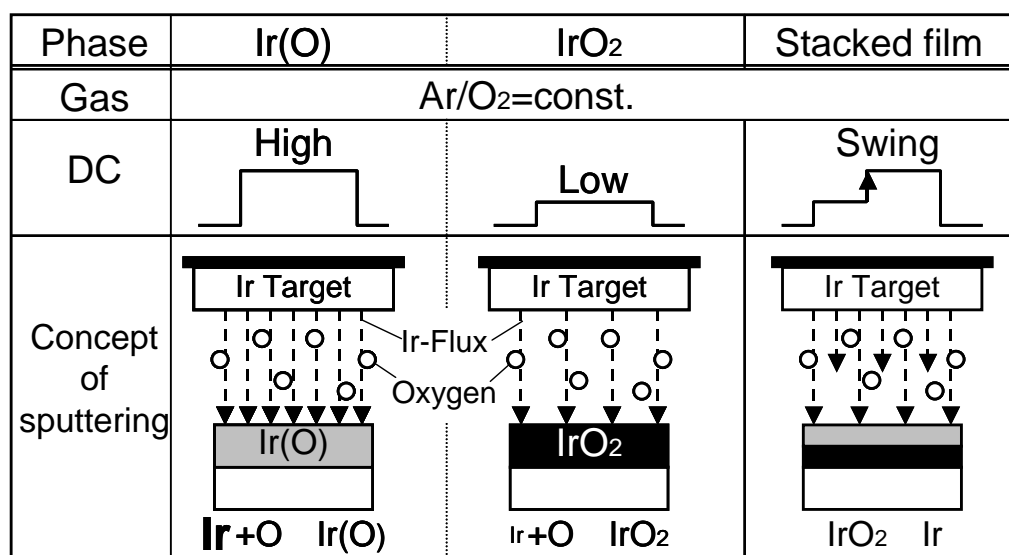 Phase Ir(O) IrO2 Stacked film
Gas Ar/O2=const.
DC High Low Swing
Concept of sputtering
Ir Target Ir Target Ir Target
Ir-Flux
Oxygen
Ir(O) IrO2
Ir+O Ir(O) Ir+O IrO2 IrO2 Ir